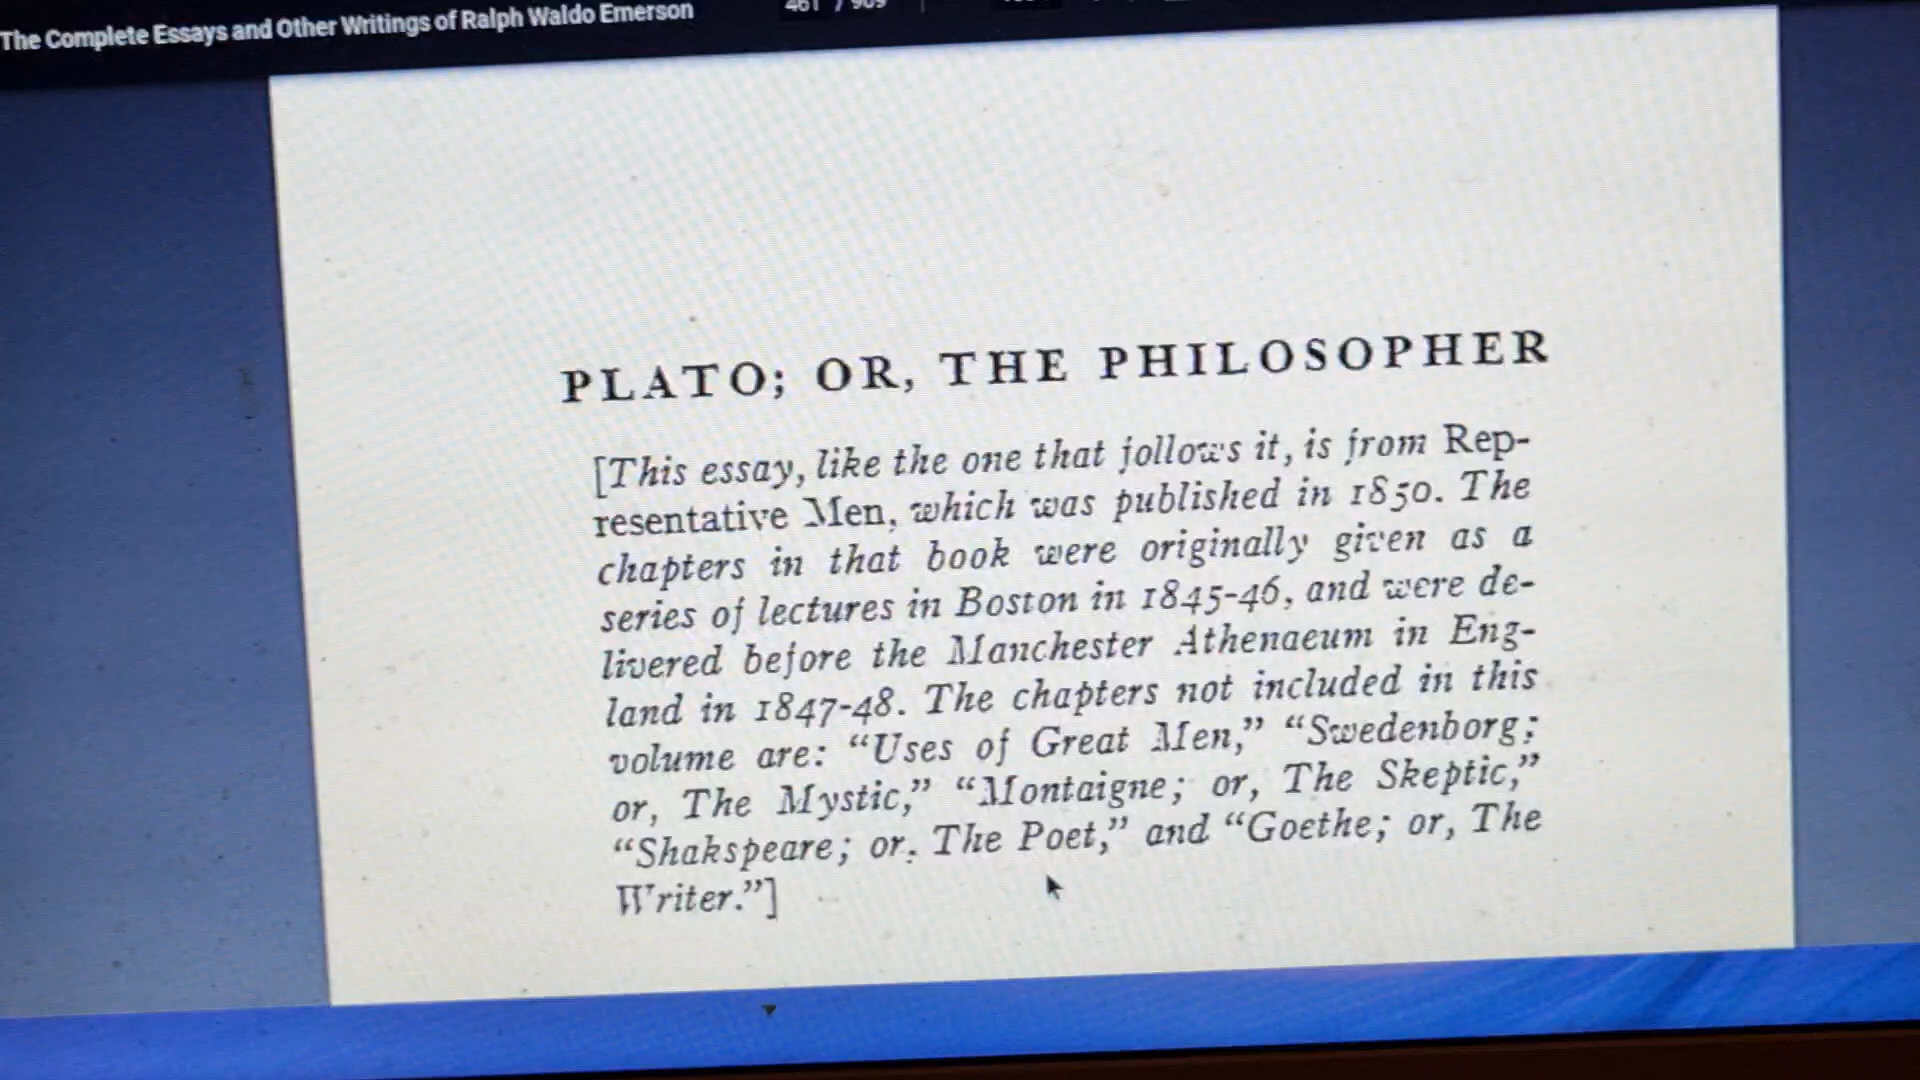 The Complete Essays and Other Writings of Ralph Waldo Emerson
461 / 969
PLATO; OR, THE PHILOSOPHER
[This essay, like the one that follows it, is from Rep-
resentative Men, which was published in 1850. The
chapters in that book were originally given as a
series of lectures in Boston in 1845-46, and were de-
livered before the Manchester Athenaeum in Eng-
land in 1847-48. The chapters not included in this
volume are: “Uses of Great Men,” “Swedenborg;
or, The Mystic,” “Montaigne; or, The Skeptic,”
“Shakspeare; or, The Poet,” and “Goethe; or, The
Writer.”]